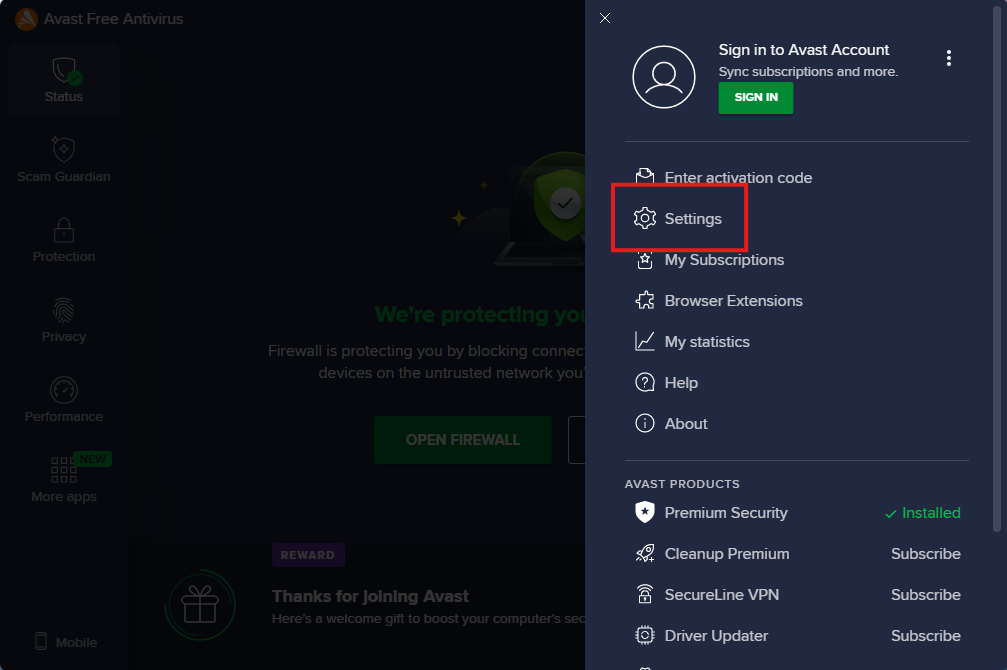 Avast Free Antivirus
Status
Scam Guardian
Protection
Privacy
Performance
NEW
More apps
Mobile
We're protecting you
Firewall is protecting you by blocking
devices on the untrusted network
OPEN FIREWALL
REWARD
Thanks for joining Avast
Here's a welcome gift to boost your computer's
Sign in to Avast Account
Sync subscriptions and more.
SIGN IN
Enter activation code
Settings
My Subscriptions
Browser Extensions
My statistics
Help
About
AVAST PRODUCTS
Premium Security
Installed
Cleanup Premium
Subscribe
SecureLine VPN
Subscribe
Driver Updater
Subscribe